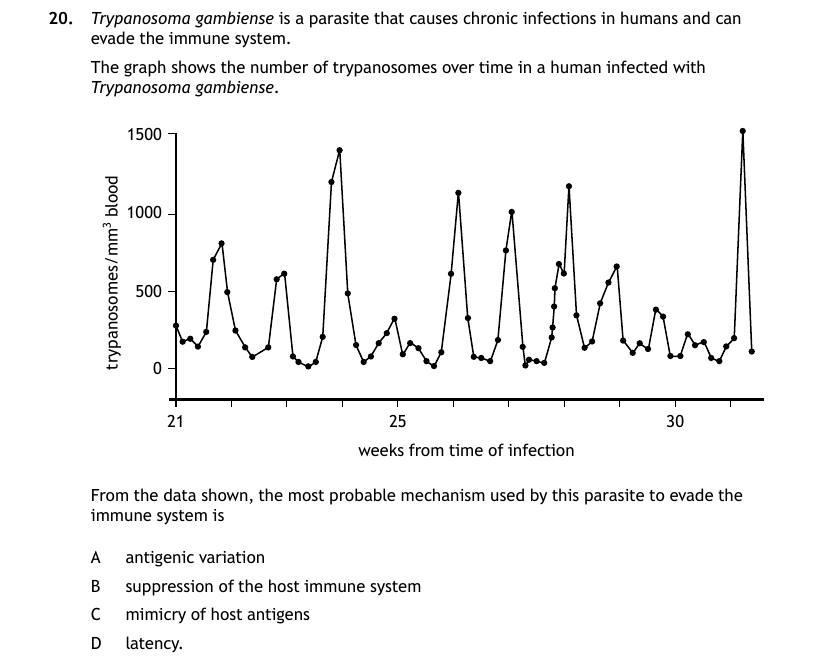 20. Trypanosoma gambiense is a parasite that causes chronic infections in humans and can
evade the immune system.
The graph shows the number of trypanosomes over time in a human infected with
Trypanosoma gambiense.
1500
1000
500
0
trypanosomes/mm³ blood
21 25 30
weeks from time of infection
From the data shown, the most probable mechanism used by this parasite to evade the
immune system is
A antigenic variation
B suppression of the host immune system
C mimicry of host antigens
D latency.